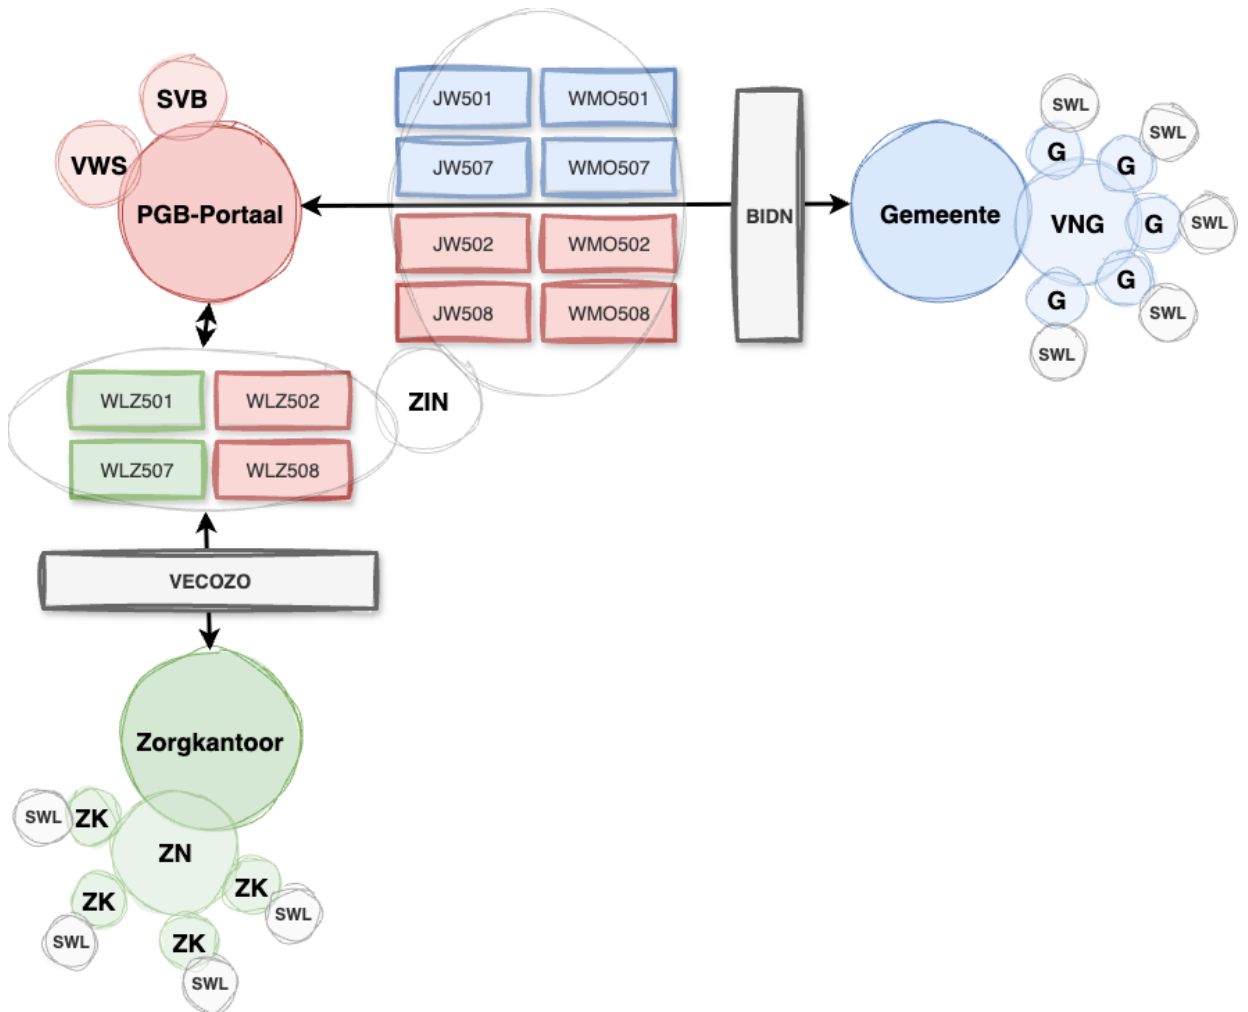 SVB
VWS
PGB-Portaal
JW501
WMO501
JW507
WMO507
JW502
WMO502
JW508
WMO508
BIDN
Gemeente
VNG
G
SWL
G
SWL
G
SWL
G
SWL
G
SWL
ZIN
WLZ501
WLZ502
WLZ507
WLZ508
VECOZO
Zorgkantoor
ZN
SWL
ZK
ZK
SWL
ZK
SWL
ZK
SWL